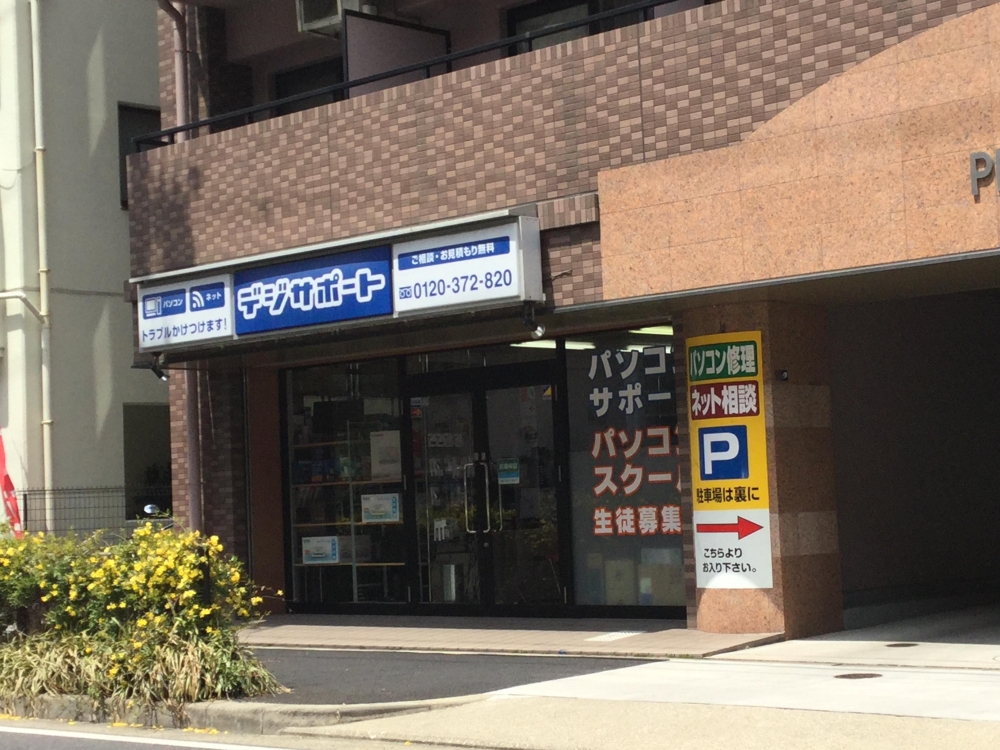 パソコン
ネット
トラブルかけつけます!
デジサポート
ご相談・お見積もり無料
0120-372-820
パソコ
サポー
パソコ
スクー
生徒募集
パソコン修理
ネット相談
P
駐車場は裏に
こちらより
お入り下さい。